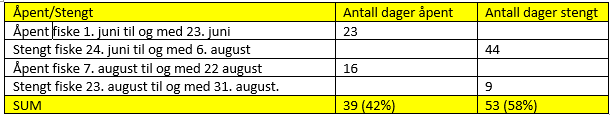 Åpent/Stengt Antall dager åpent Antall dager stengt
Åpent fiske 1. juni til og med 23. juni 23
Stengt fiske 24. juni til og med 6. august 44
Åpent fiske 7. august til og med 22 august 16
Stengt fiske 23. august til og med 31. august. 9
SUM 39 (42%) 53 (58%)